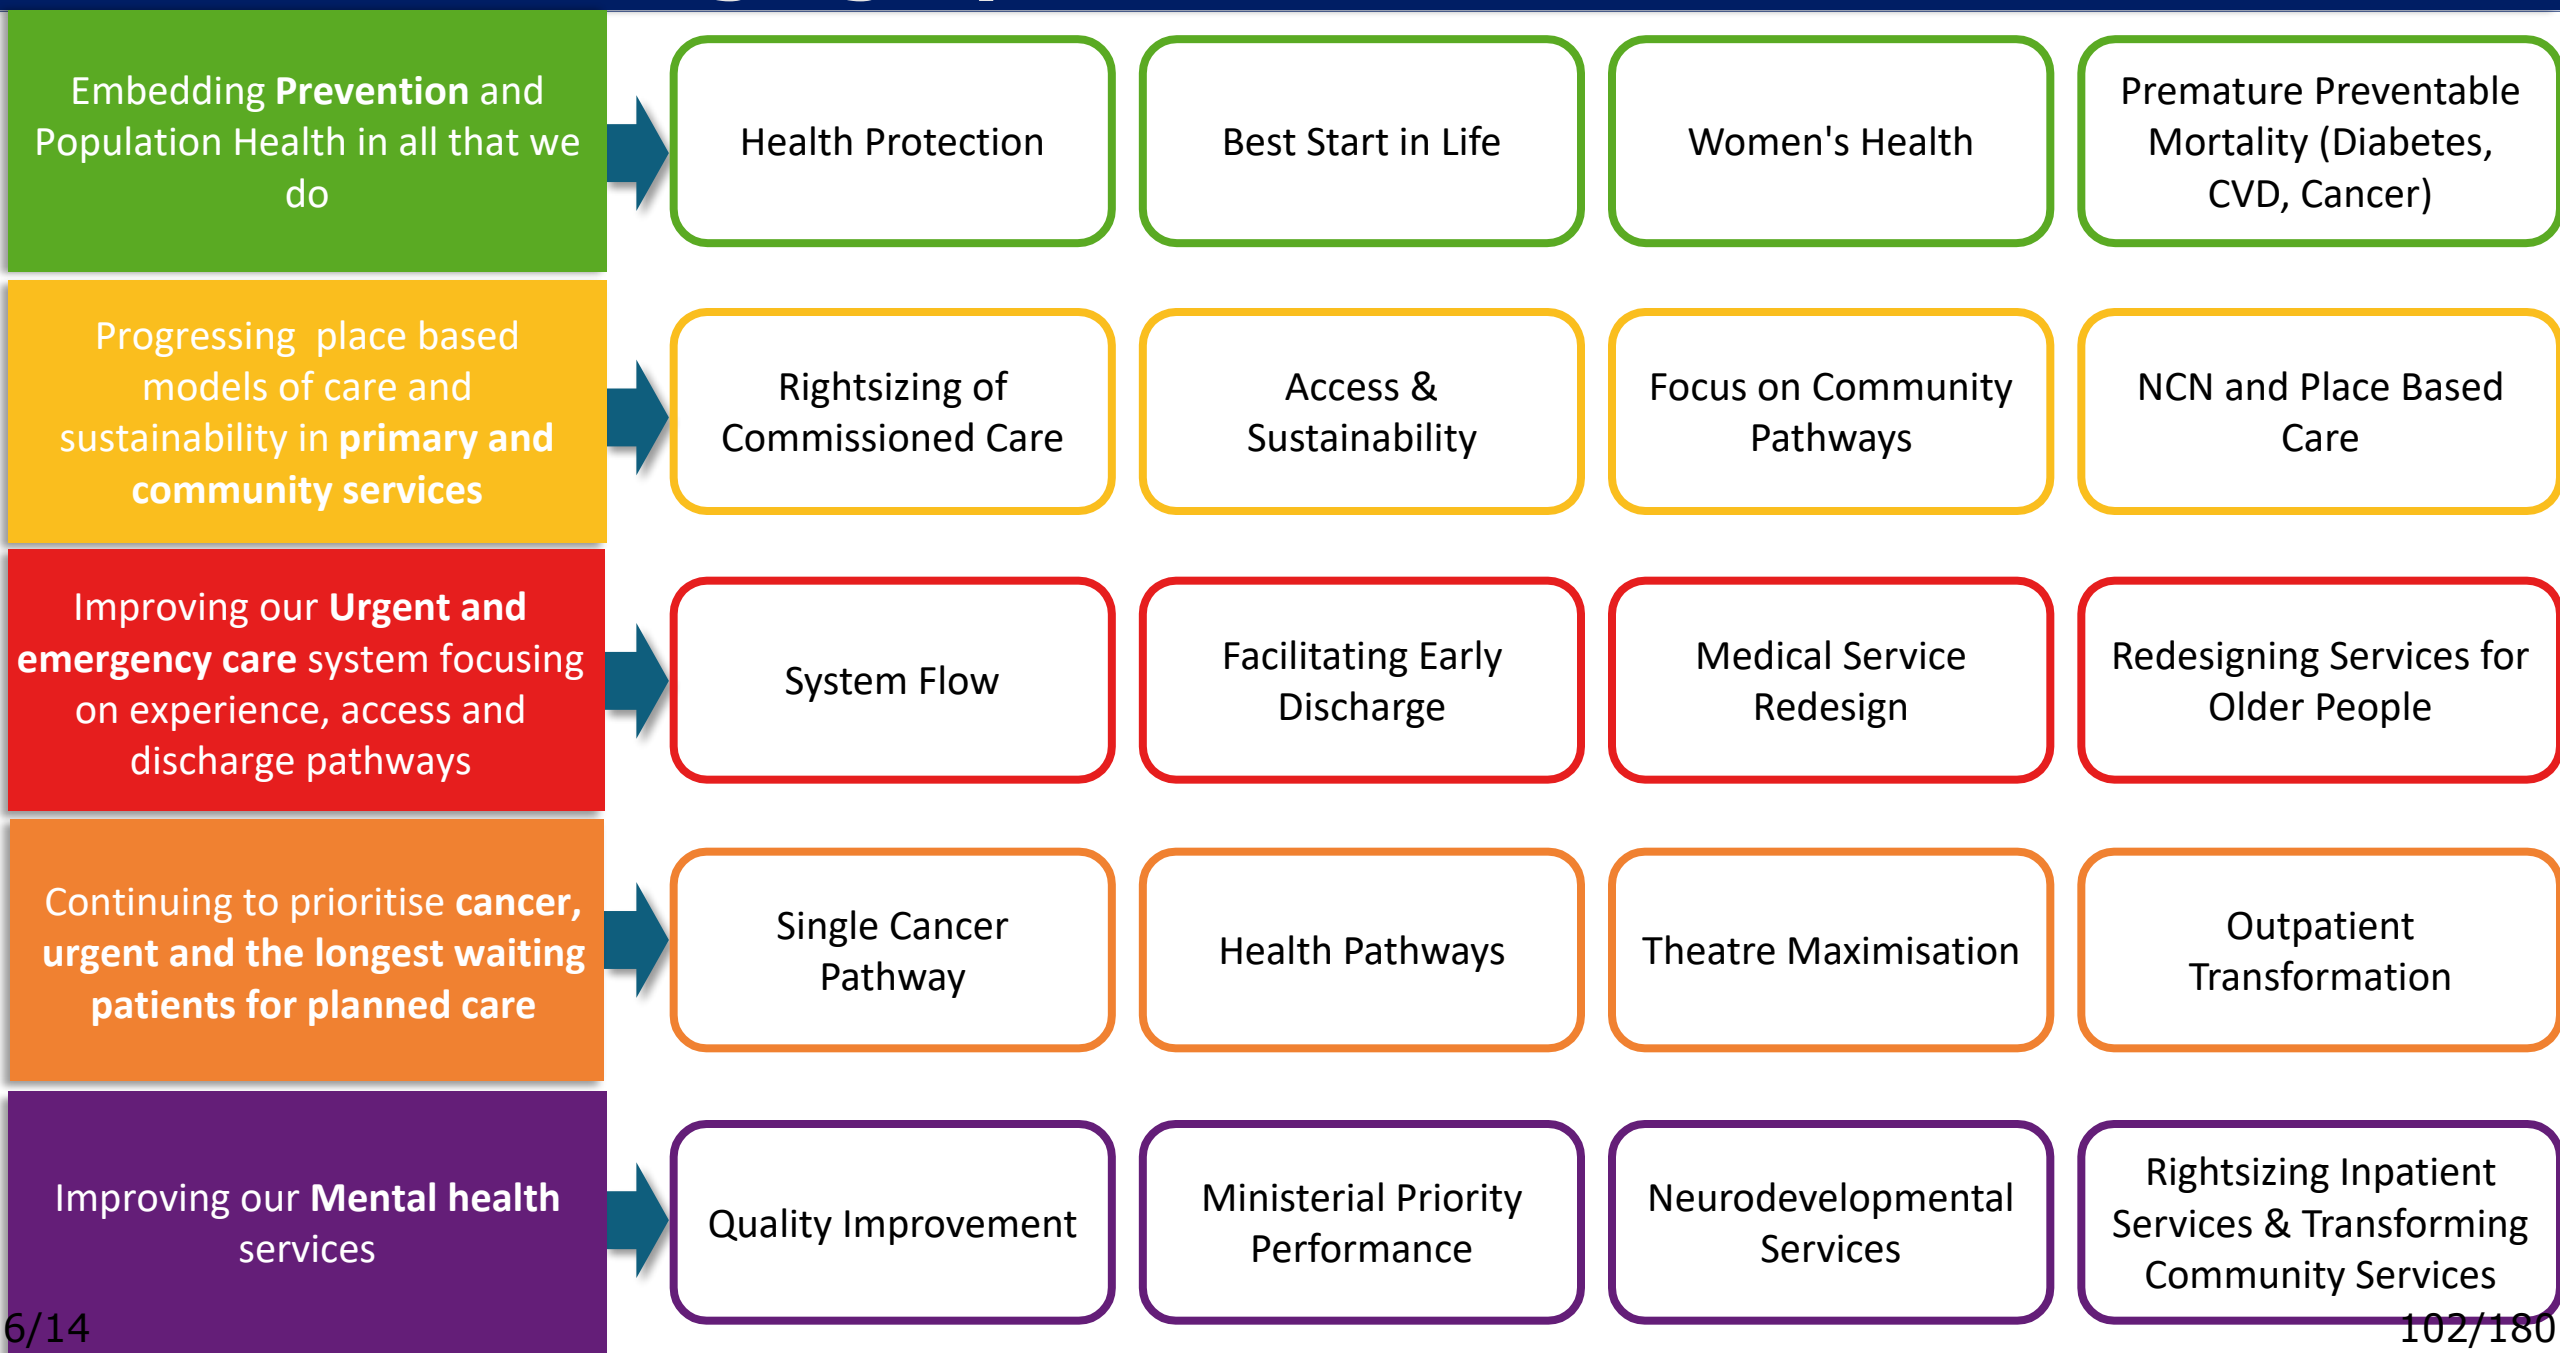 Embedding Prevention and
Population Health in all that we
do
Health Protection
Best Start in Life
Women's Health
Premature Preventable
Mortality (Diabetes,
CVD, Cancer)
Progressing  place based
models of care and
sustainability in primary and
community services
Rightsizing of
Commissioned Care
Access &
Sustainability
Focus on Community
Pathways
NCN and Place Based
Care
Improving our Urgent and
emergency care system focusing
on experience, access and
discharge pathways
System Flow
Facilitating Early
Discharge
Medical Service
Redesign
Redesigning Services for
Older People
Continuing to prioritise cancer,
urgent and the longest waiting
patients for planned care
Single Cancer
Pathway
Health Pathways
Theatre Maximisation
Outpatient
Transformation
Improving our Mental health
services
Quality Improvement
Ministerial Priority
Performance
Neurodevelopmental
Services
Rightsizing Inpatient
Services & Transforming
Community Services
6/14
102/180